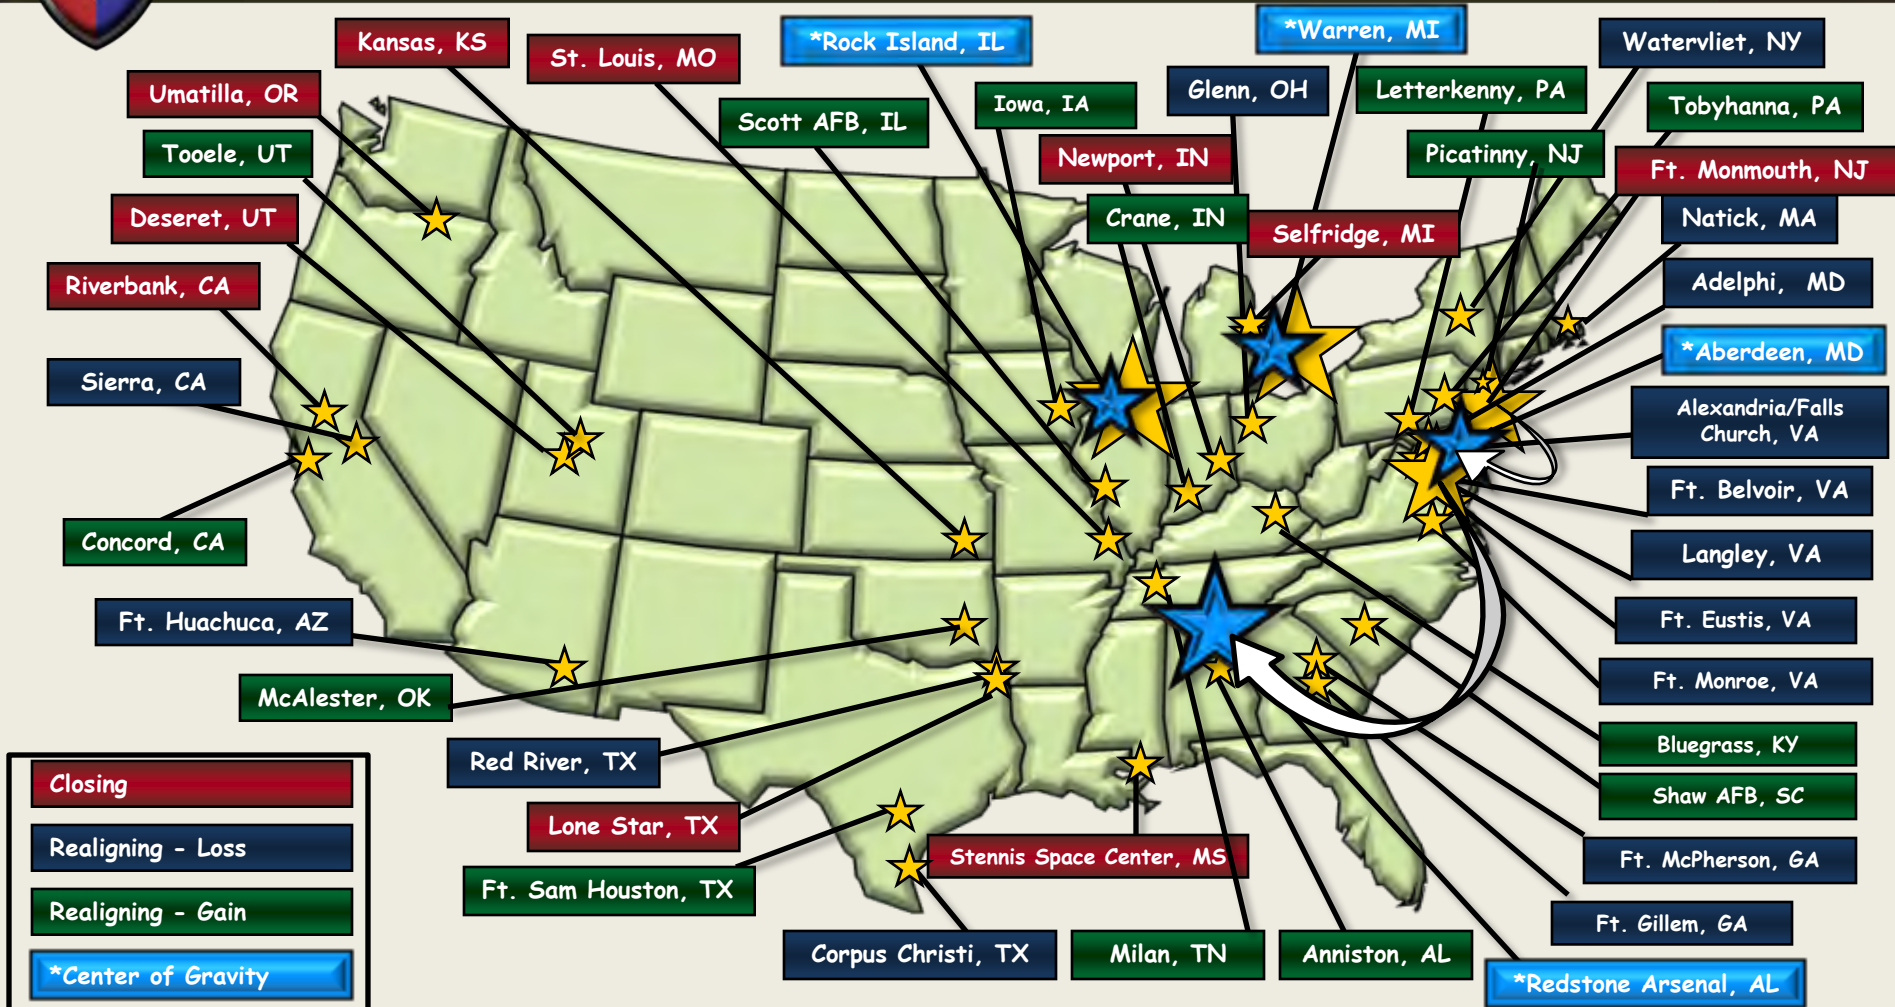 Kansas, KS
St. Louis, MO
*Rock Island, IL
*Warren, MI
Watervliet, NY
Umatilla, OR
Scott AFB, IL
Iowa, IA
Glenn, OH
Letterkenny, PA
Tobyhanna, PA
Tooele, UT
Newport, IN
Picatinny, NJ
Ft. Monmouth, NJ
Deseret, UT
Crane, IN
Selfridge, MI
Natick, MA
Riverbank, CA
Adelphi, MD
Sierra, CA
*Aberdeen, MD
Alexandria/Falls
Church, VA
Concord, CA
Ft. Belvoir, VA
Langley, VA
Ft. Huachuca, AZ
Ft. Eustis, VA
McAlester, OK
Ft. Monroe, VA
Red River, TX
Bluegrass, KY
Lone Star, TX
Shaw AFB, SC
Stennis Space Center, MS
Ft. McPherson, GA
Ft. Sam Houston, TX
Ft. Gillem, GA
Corpus Christi, TX
Milan, TN
Anniston, AL
*Redstone Arsenal, AL
Closing
Realigning - Loss
Realigning - Gain
*Center of Gravity